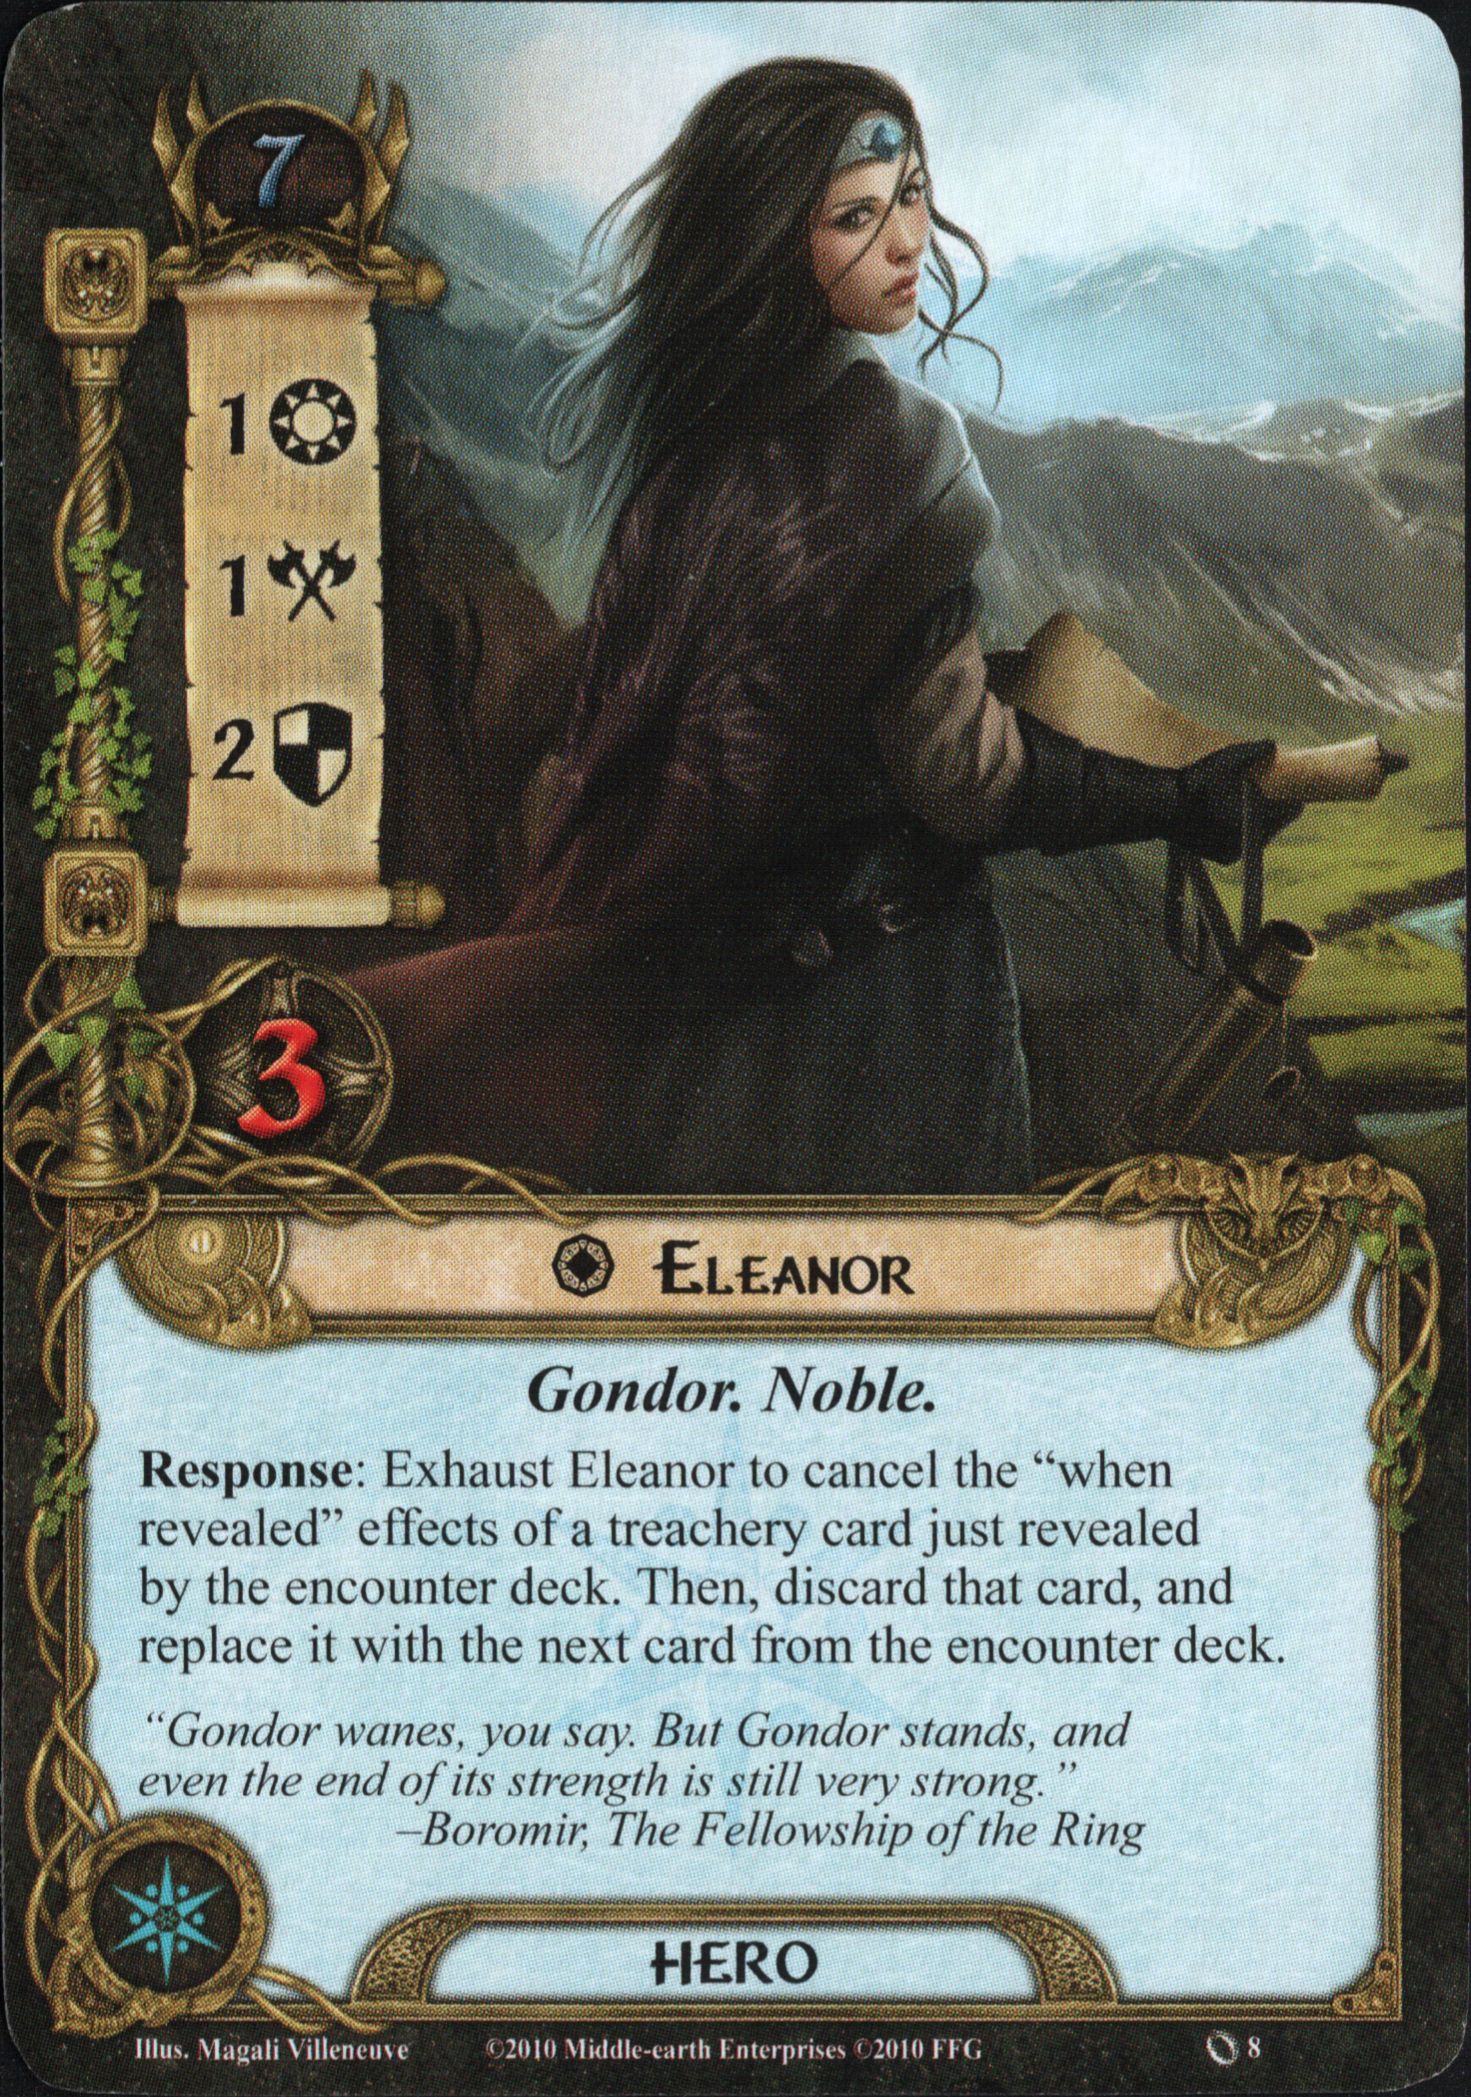 7
1
1
2
3
Eleanor
Gondor. Noble.
Response: Exhaust Eleanor to cancel the “when
revealed” effects of a treachery card just revealed
by the encounter deck. Then, discard that card, and
replace it with the next card from the encounter deck.
“Gondor wanes, you say. But Gondor stands, and
even the end of its strength is still very strong.”
–Boromir, The Fellowship of the Ring
HERO
Illus. Magali Villeneuve ©2010 Middle-earth Enterprises ©2010 FFG 8